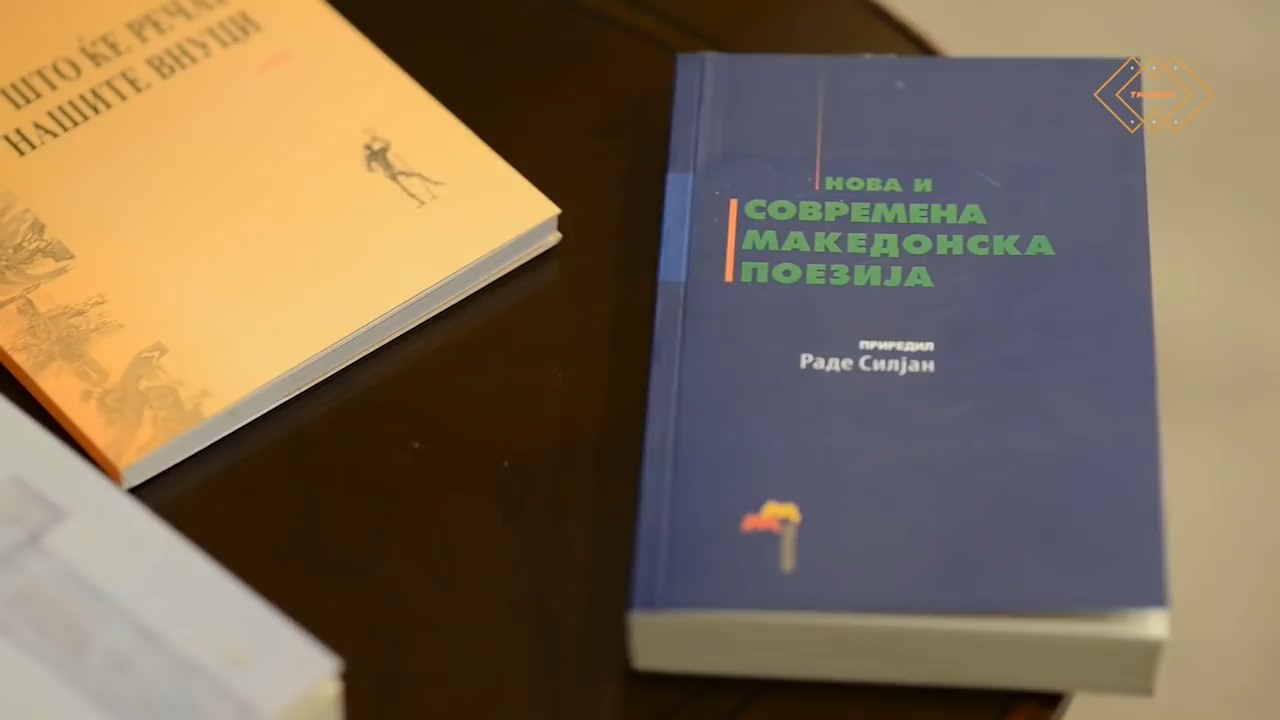 ШТО ЌЕ РЕЧАТ
НАШИТЕ ВНУЦИ
НОВА И
СОВРЕМЕНА
МАКЕДОНСКА
ПОЕЗИЈА
ПРИРЕДИЛ
Раде Силјан